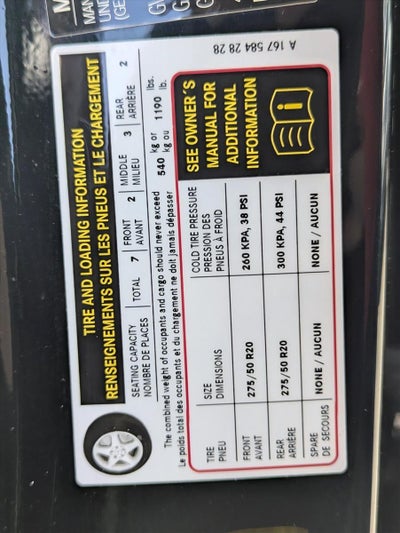 TIRE AND LOADING INFORMATION
RENSEIGNEMENTS SUR LES PNEUS ET LE CHARGEMENT
SEATING CAPACITY TOTAL 7 FRONT 2 MIDDLE 3 REAR 2
NOMBRE DE PLACES AVANT MILIEU ARRIÈRE
The combined weight of occupants and cargo should never exceed 540 kg or 1190 lbs.
Le poids total des occupants et du chargement ne doit jamais dépasser kg ou lb.
TIRE SIZE COLD TIRE PRESSURE
PNEU DIMENSIONS PRESSION DES
PNEUS À FROID
FRONT 275/50 R20 260 KPA, 38 PSI
AVANT
REAR 275/50 R20 300 KPA, 44 PSI
ARRIÈRE
SPARE NONE / AUCUN NONE / AUCUN
DE SECOURS
SEE OWNER'S
MANUAL FOR
ADDITIONAL
INFORMATION
A 167 584 28 28